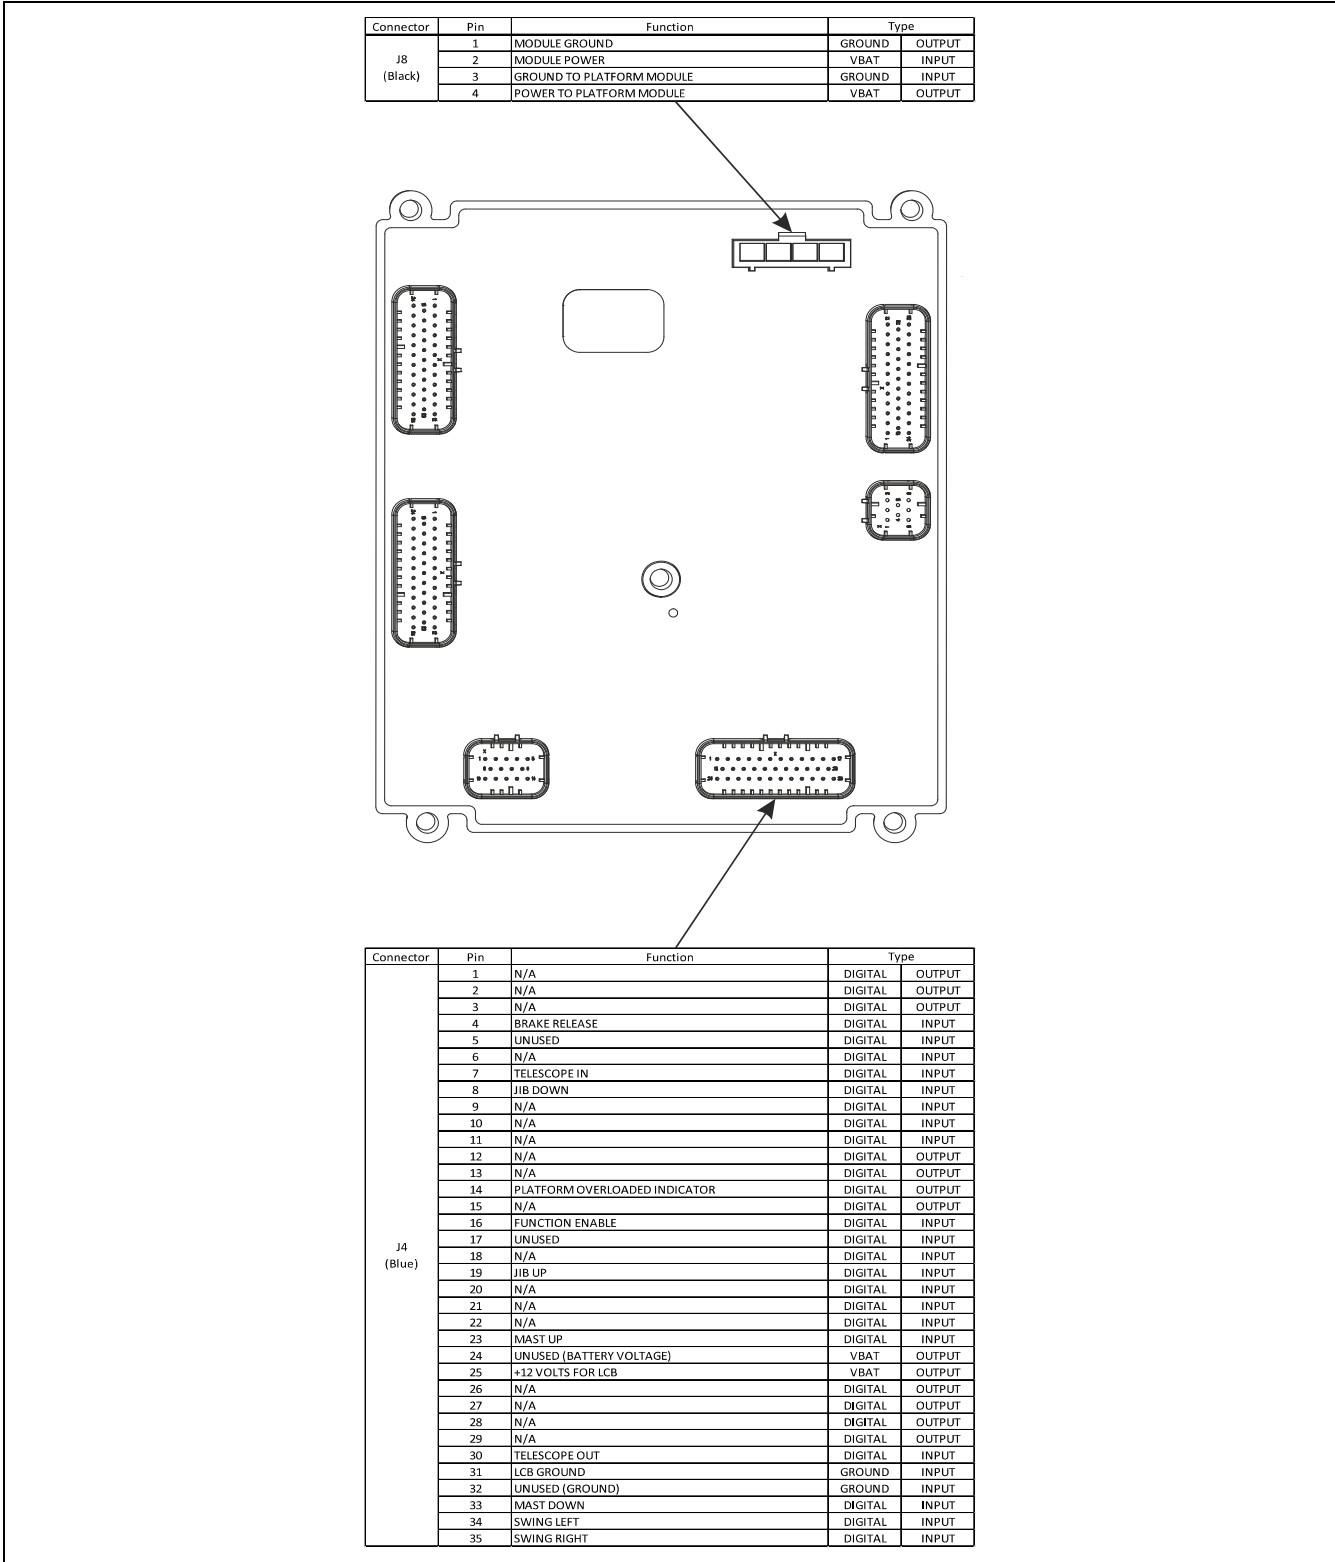 Connector Pin Function Type
J8
(Black)
1 MODULE GROUND GROUND OUTPUT
2 MODULE POWER VBAT INPUT
3 GROUND TO PLATFORM MODULE GROUND INPUT
4 POWER TO PLATFORM MODULE VBAT OUTPUT
Connector Pin Function Type
J4
(Blue)
1 N/A DIGITAL OUTPUT
2 N/A DIGITAL OUTPUT
3 N/A DIGITAL OUTPUT
4 BRAKE RELEASE DIGITAL INPUT
5 UNUSED DIGITAL INPUT
6 N/A DIGITAL INPUT
7 TELESCOPE IN DIGITAL INPUT
8 JIB DOWN DIGITAL INPUT
9 N/A DIGITAL INPUT
10 N/A DIGITAL INPUT
11 N/A DIGITAL INPUT
12 N/A DIGITAL OUTPUT
13 N/A DIGITAL OUTPUT
14 PLATFORM OVERLOADED INDICATOR DIGITAL OUTPUT
15 N/A DIGITAL OUTPUT
16 FUNCTION ENABLE DIGITAL INPUT
17 UNUSED DIGITAL INPUT
18 N/A DIGITAL INPUT
19 JIB UP DIGITAL INPUT
20 N/A DIGITAL INPUT
21 N/A DIGITAL INPUT
22 N/A DIGITAL INPUT
23 MAST UP DIGITAL INPUT
24 UNUSED (BATTERY VOLTAGE) VBAT OUTPUT
25 +12 VOLTS FOR LCB VBAT OUTPUT
26 N/A DIGITAL OUTPUT
27 N/A DIGITAL OUTPUT
28 N/A DIGITAL OUTPUT
29 N/A DIGITAL OUTPUT
30 TELESCOPE OUT DIGITAL INPUT
31 LCB GROUND GROUND INPUT
32 UNUSED (GROUND) GROUND INPUT
33 MAST DOWN DIGITAL INPUT
34 SWING LEFT DIGITAL INPUT
35 SWING RIGHT DIGITAL INPUT